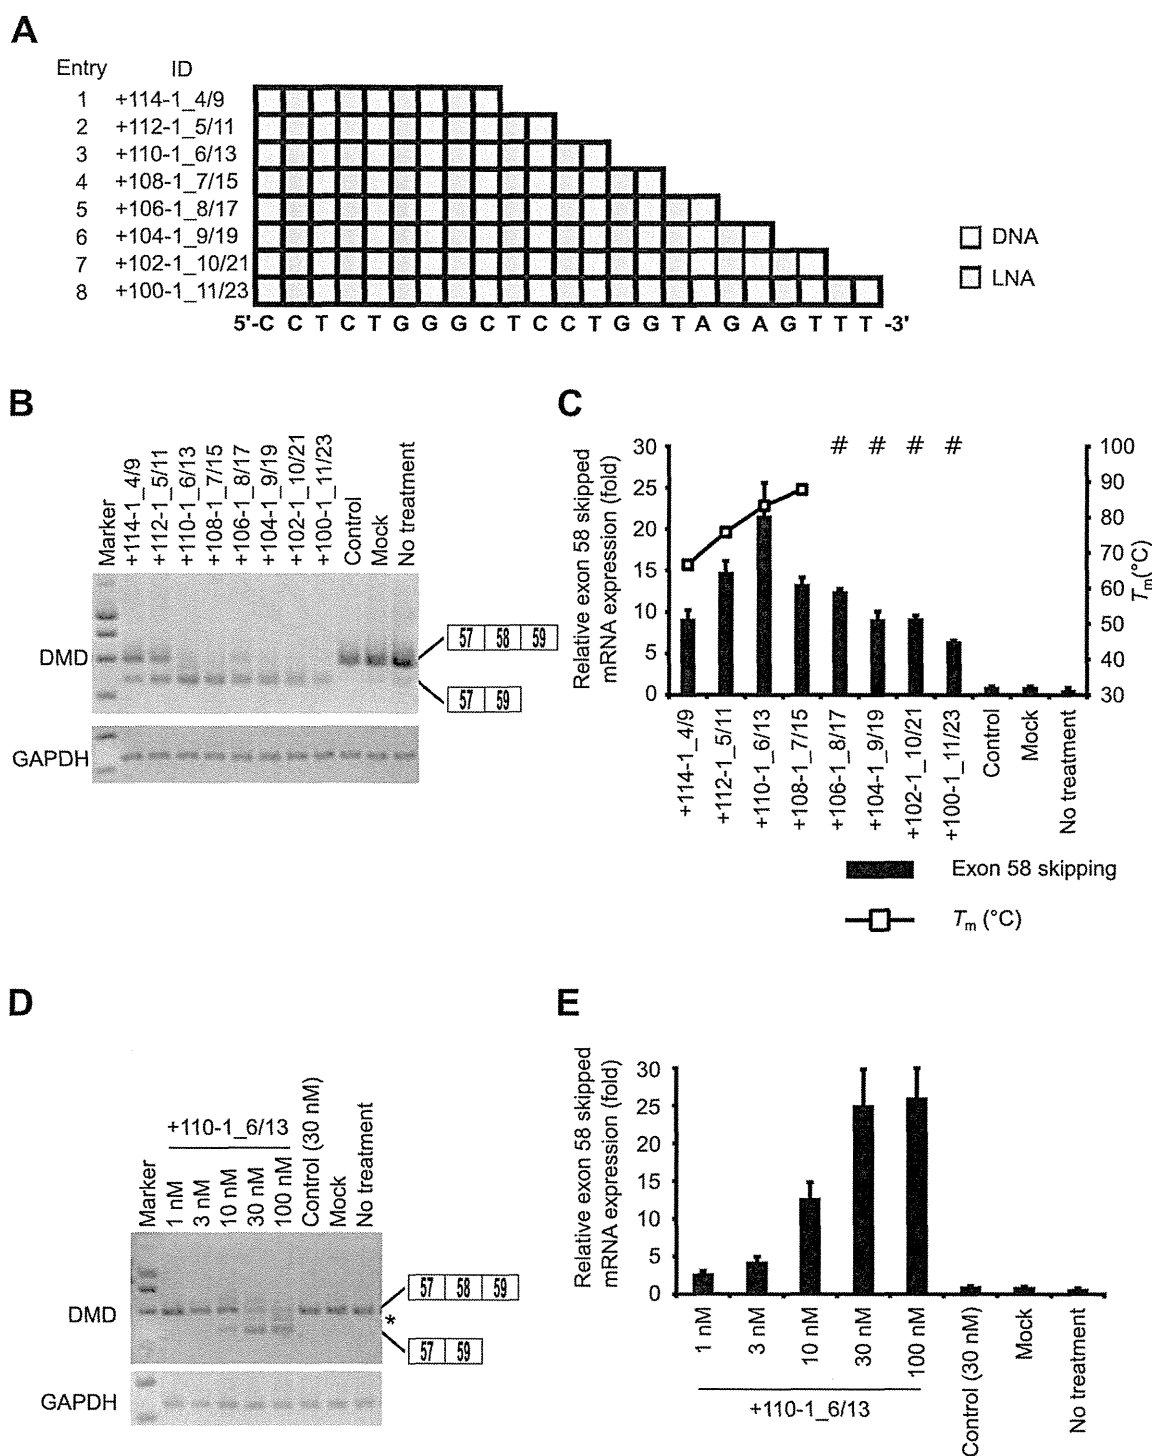 A
Entry ID
1 +114-1_4/9
2 +112-1_5/11
3 +110-1_6/13
4 +108-1_7/15
5 +106-1_8/17
6 +104-1_9/19
7 +102-1_10/21
8 +100-1_11/23
DNA
LNA
5'-C C T C T G G G C T C C T G G T A G A G T T T -3'
B
Marker
+114-1_4/9
+112-1_5/11
+110-1_6/13
+108-1_7/15
+106-1_8/17
+104-1_9/19
+102-1_10/21
+100-1_11/23
Control
Mock
No treatment
DMD
57 58 59
57 59
GAPDH
C
Relative exon 58 skipped
mRNA expression (fold)
30
25
20
15
10
5
0
# # # #
100
90
80
70
60
50
40
30
Tm(°C)
+114-1_4/9
+112-1_5/11
+110-1_6/13
+108-1_7/15
+106-1_8/17
+104-1_9/19
+102-1_10/21
+100-1_11/23
Control
Mock
No treatment
Exon 58 skipping
Tm (°C)
D
+110-1_6/13
Marker
1 nM
3 nM
10 nM
30 nM
100 nM
Control (30 nM)
Mock
No treatment
DMD
57 58 59
*
57 59
GAPDH
E
Relative exon 58 skipped
mRNA expression (fold)
30
25
20
15
10
5
0
1 nM
3 nM
10 nM
30 nM
100 nM
Control (30 nM)
Mock
No treatment
+110-1_6/13